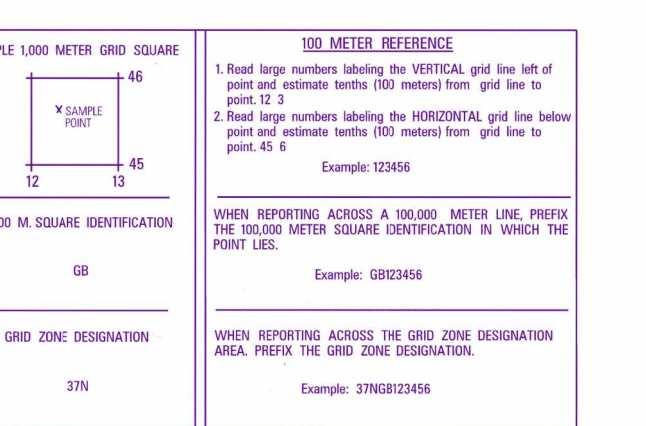 PLE 1,000 METER GRID SQUARE
46
X SAMPLE
POINT
45
12 13
00 M. SQUARE IDENTIFICATION
GB
GRID ZONE DESIGNATION
37N
100 METER REFERENCE
1. Read large numbers labeling the VERTICAL grid line left of
point and estimate tenths (100 meters) from grid line to
point. 12 3
2. Read large numbers labeling the HORIZONTAL grid line below
point and estimate tenths (100 meters) from grid line to
point. 45 6
Example: 123456
WHEN REPORTING ACROSS A 100,000 METER LINE, PREFIX
THE 100,000 METER SQUARE IDENTIFICATION IN WHICH THE
POINT LIES.
Example: GB123456
WHEN REPORTING ACROSS THE GRID ZONE DESIGNATION
AREA. PREFIX THE GRID ZONE DESIGNATION.
Example: 37NGB123456